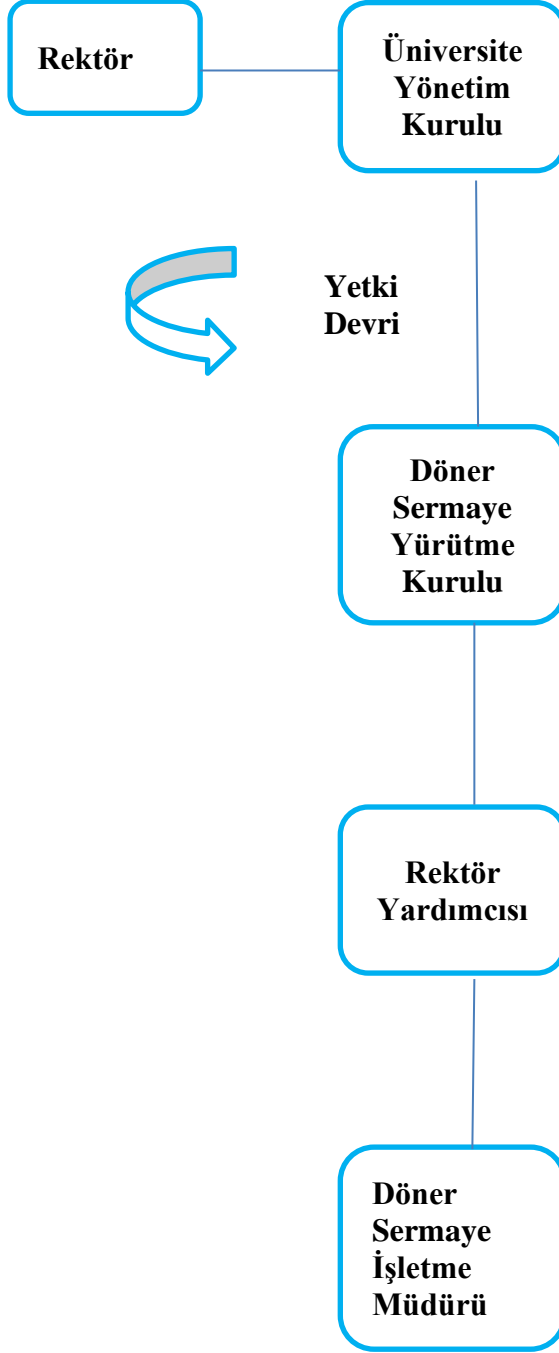 Rektör
Üniversite
Yönetim
Kurulu
Yetki
Devri
Döner
Sermaye
Yürütme
Kurulu
Rektör
Yardımcısı
Döner
Sermaye
İşletme
Müdürü